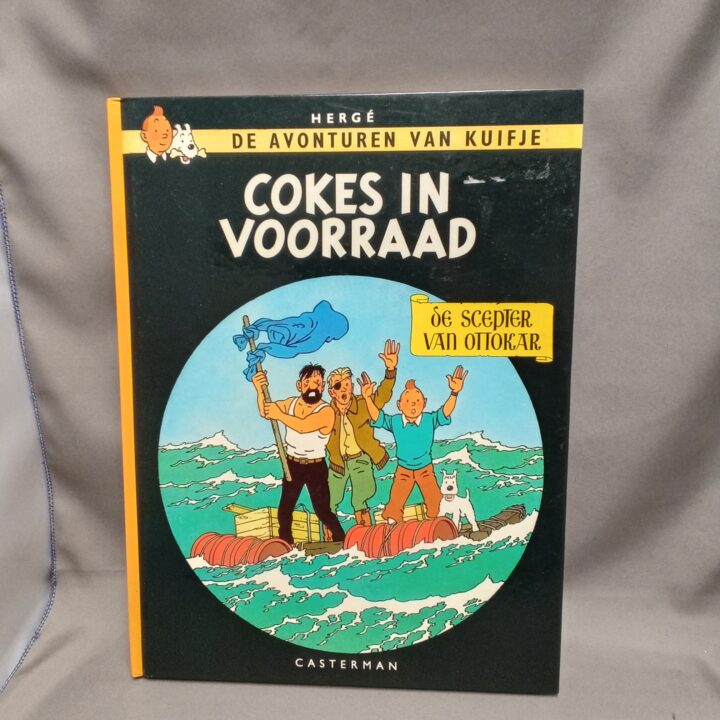 HERGÉ
DE AVONTUREN VAN KUIFJE
COKES IN
VOORRAAD
de scepter
van ottokar
CASTERMAN